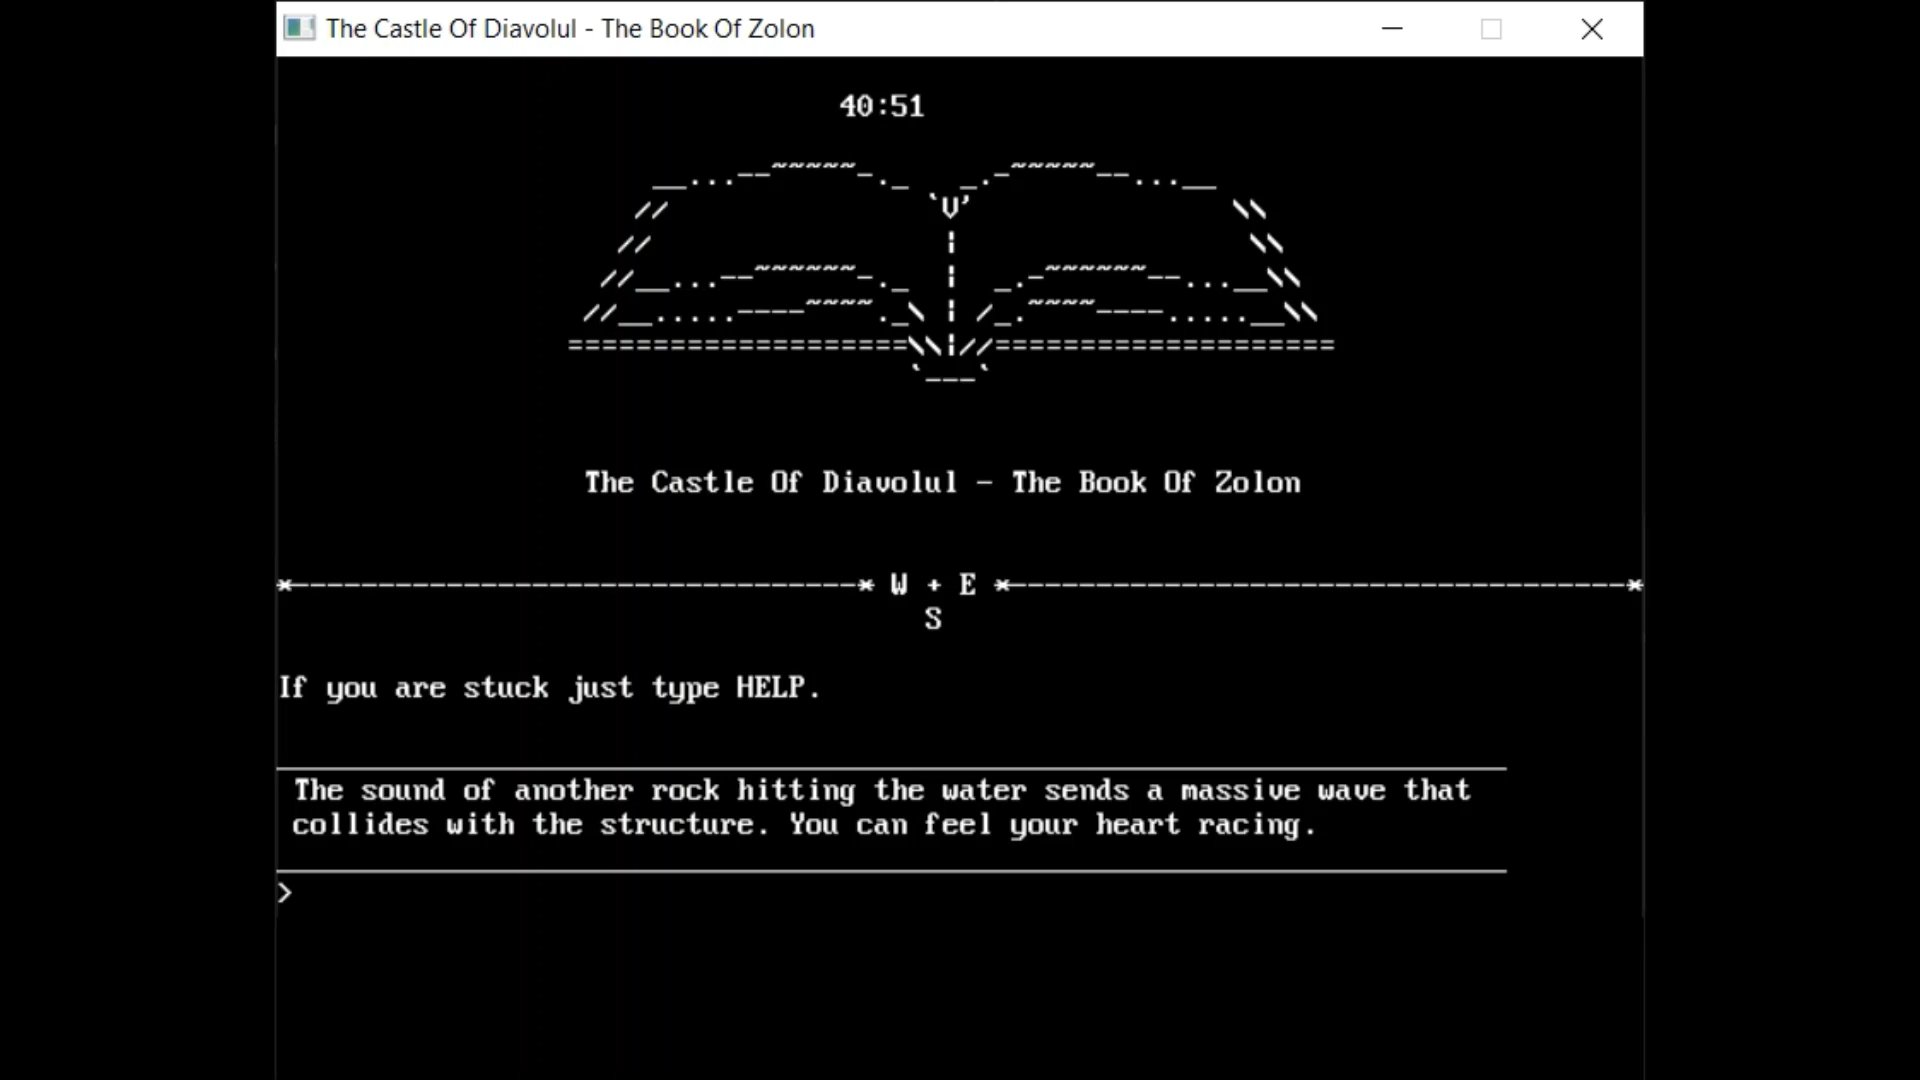 The Castle Of Diavolul - The Book Of Zolon
40:51
The Castle Of Diavolul - The Book Of Zolon
W + E
S
If you are stuck just type HELP.
The sound of another rock hitting the water sends a massive wave that
collides with the structure. You can feel your heart racing.
>